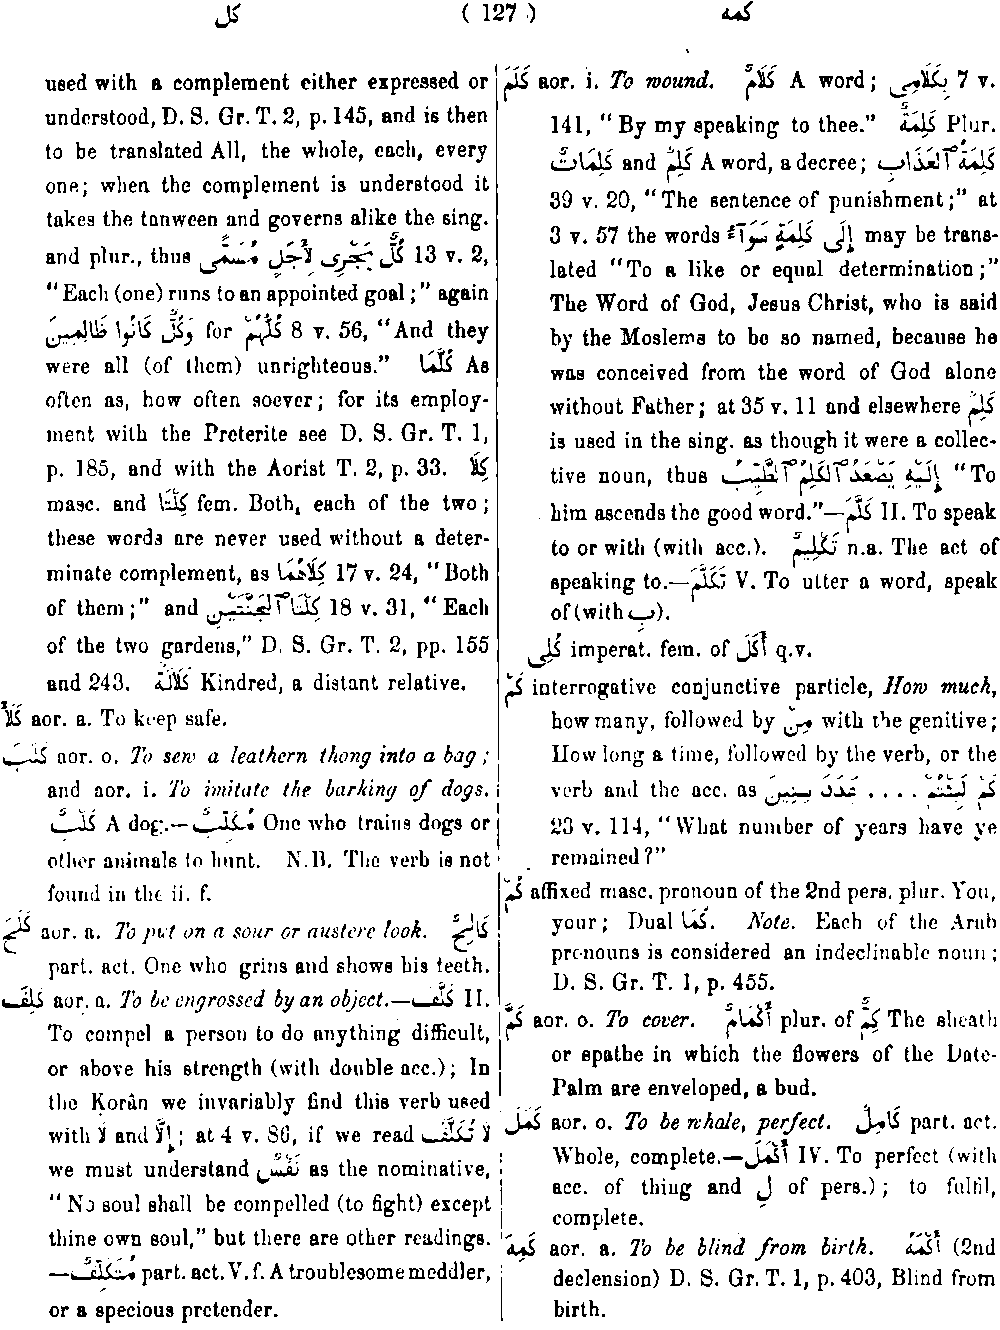 كل ( 127 ) كمه
used with a complement either expressed or
understood, D. S. Gr. T. 2, p. 145, and is then
to be translated All, the whole, each, every
one; when the complement is understood it
takes the tanween and governs alike the sing.
and plur., thus كُلٌّ يَجْرِى لِأَجَلٍ مُسَمًّى 13 v. 2,
"Each (one) runs to an appointed goal;" again
وَكُلٌّ كَانُوا ظَالِمِينَ for كُلُّهُمْ 8 v. 56, "And they
were all (of them) unrighteous." كُلَّمَا As
often as, how often soever; for its employ-
ment with the Preterite see D. S. Gr. T. 1,
p. 185, and with the Aorist T. 2, p. 33. كِلَا
masc. and كِلْتَا fem. Both, each of the two;
these words are never used without a deter-
minate complement, as كِلَاهُمَا 17 v. 24, "Both
of them;" and كِلْتَا ٱلْجَنَّتَيْنِ 18 v. 31, "Each
of the two gardens," D. S. Gr. T. 2, pp. 155
and 243. كَلَالَةٌ Kindred, a distant relative.
كَلَأَ aor. a. To keep safe.
كَلَبَ aor. o. To sew a leathern thong into a bag;
and aor. i. To imitate the barking of dogs.
كَلْبٌ A dog.—مُكَلِّبٌ One who trains dogs or
other animals to hunt. N.B. The verb is not
found in the ii. f.
كَلَحَ aor. a. To put on a sour or austere look. كَالِحٌ
part. act. One who grins and shows his teeth.
كَلِفَ aor. a. To be engrossed by an object.—كَلَّفَ II.
To compel a person to do anything difficult,
or above his strength (with double acc.); In
the Korân we invariably find this verb used
with لَا and إِلَّا; at 4 v. 86, if we read لَا تُكَلَّفُ
we must understand نَفْسٌ as the nominative,
"No soul shall be compelled (to fight) except
thine own soul," but there are other readings.
—مُتَكَلِّفٌ part. act. V. f. A troublesome meddler,
or a specious pretender.
كَلَمَ aor. i. To wound. كَلَامٌ A word; بِكَلَامِى 7 v.
141, "By my speaking to thee." كَلِمَةٌ Plur.
كَلِمَاتٌ and كَلِمٌ A word, a decree; كَلِمَةُ ٱلْعَذَابِ
39 v. 20, "The sentence of punishment;" at
3 v. 57 the words إِلَى كَلِمَةٍ سَوَآءٍ may be trans-
lated "To a like or equal determination;"
The Word of God, Jesus Christ, who is said
by the Moslems to be so named, because he
was conceived from the word of God alone
without Father; at 35 v. 11 and elsewhere كَلِمٌ
is used in the sing. as though it were a collec-
tive noun, thus إِلَيْهِ يَصْعَدُ ٱلْكَلِمُ ٱلطَّيِّبُ "To
him ascends the good word."—كَلَّمَ II. To speak
to or with (with acc.). تَكْلِيمٌ n.a. The act of
speaking to.—تَكَلَّمَ V. To utter a word, speak
of (with ب).
كُلِى imperat. fem. of أَكَلَ q.v.
كَمْ interrogative conjunctive particle, How much,
how many, followed by مِنْ with the genitive;
How long a time, followed by the verb, or the
verb and the acc. as كَمْ لَبِثْتُمْ .... عَدَدَ سِنِينَ
23 v. 114, "What number of years have ye
remained?"
كُمْ affixed masc. pronoun of the 2nd pers. plur. You,
your; Dual كُمَا. Note. Each of the Arab
pronouns is considered an indeclinable noun;
D. S. Gr. T. 1, p. 455.
كَمَّ aor. o. To cover. أَكْمَامٌ plur. of كِمٌّ The sheath
or spathe in which the flowers of the Date-
Palm are enveloped, a bud.
كَمَلَ aor. o. To be whole, perfect. كَامِلٌ part. act.
Whole, complete.—أَكْمَلَ IV. To perfect (with
acc. of thing and لِ of pers.); to fulfil,
complete.
كَمِهَ aor. a. To be blind from birth. أَكْمَهُ (2nd
declension) D. S. Gr. T. 1, p. 403, Blind from
birth.